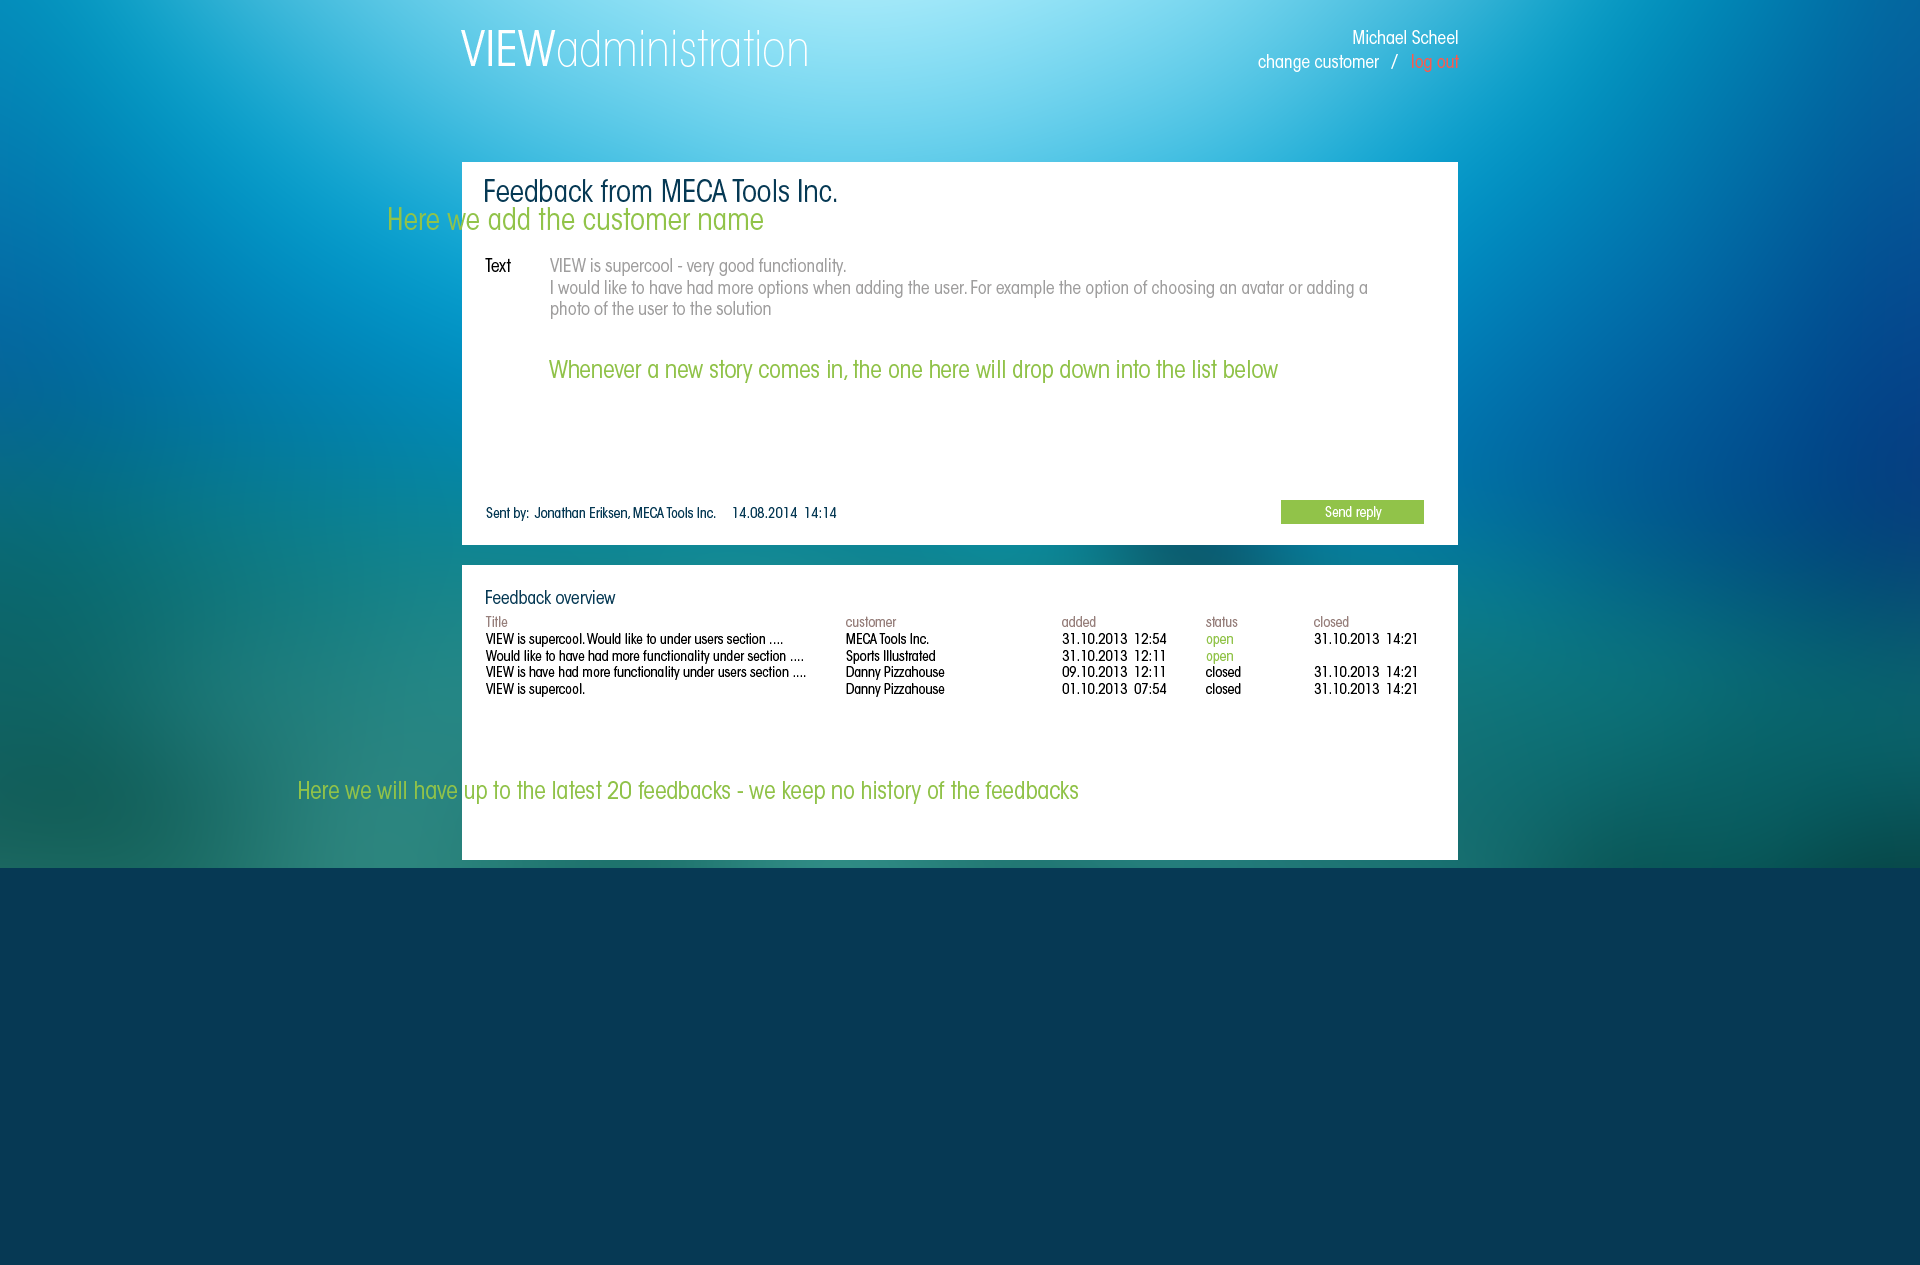 VIEWadministration
Michael Scheel
change customer / log out
Feedback from MECA Tools Inc.
Here we add the customer name
Text
VIEW is supercool - very good functionality.
I would like to have had more options when adding the user. For example the option of choosing an avatar or adding a
photo of the user to the solution
Whenever a new story comes in, the one here will drop down into the list below
Sent by: Jonathan Eriksen, MECA Tools Inc. 14.08.2014 14:14
Send reply
Feedback overview
Title customer added status closed
VIEW is supercool. Would like to under users section .... MECA Tools Inc. 31.10.2013 12:54 open 31.10.2013 14:21
Would like to have had more functionality under section .... Sports Illustrated 31.10.2013 12:11 open
VIEW is have had more functionality under users section .... Danny Pizzahouse 09.10.2013 12:11 closed 31.10.2013 14:21
VIEW is supercool. Danny Pizzahouse 01.10.2013 07:54 closed 31.10.2013 14:21
Here we will have up to the latest 20 feedbacks - we keep no history of the feedbacks